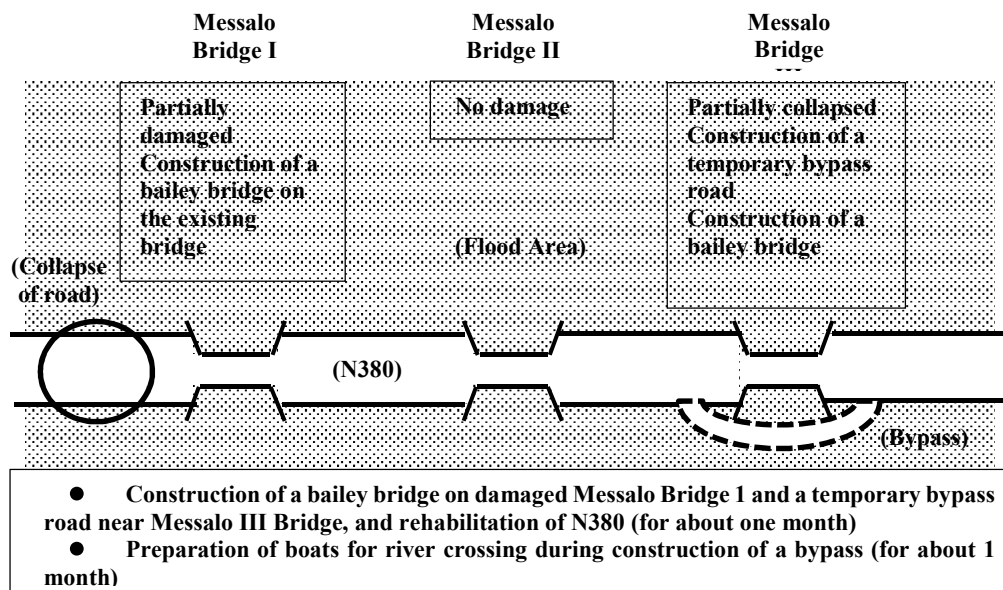 Messalo
Bridge I
Messalo
Bridge II
Messalo
Bridge
Partially
damaged
Construction of a
bailey bridge on
the existing
bridge
No damage
Partially collapsed
Construction of a
temporary bypass
road
Construction of a
bailey bridge
(Flood Area)
(Collapse
of road)
(N380)
(Bypass)
● Construction of a bailey bridge on damaged Messalo Bridge 1 and a temporary bypass
road near Messalo III Bridge, and rehabilitation of N380 (for about one month)
● Preparation of boats for river crossing during construction of a bypass (for about 1
month)